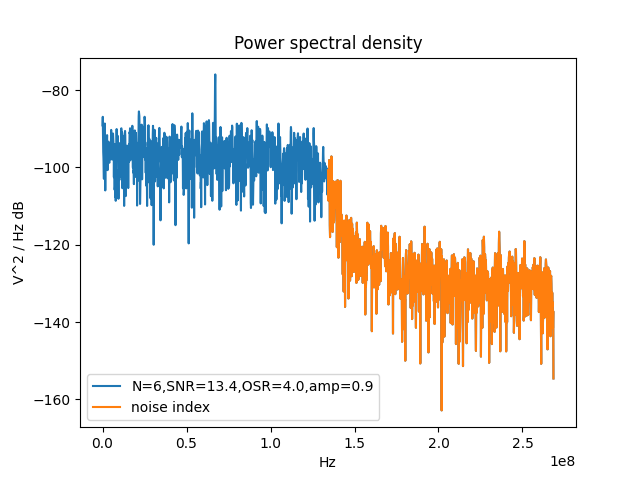 Power spectral density
−80
−100
−120
−140
−160
V^2 / Hz dB
N=6,SNR=13.4,OSR=4.0,amp=0.9
noise index
0.0
0.5
1.0
1.5
2.0
2.5
1e8
Hz